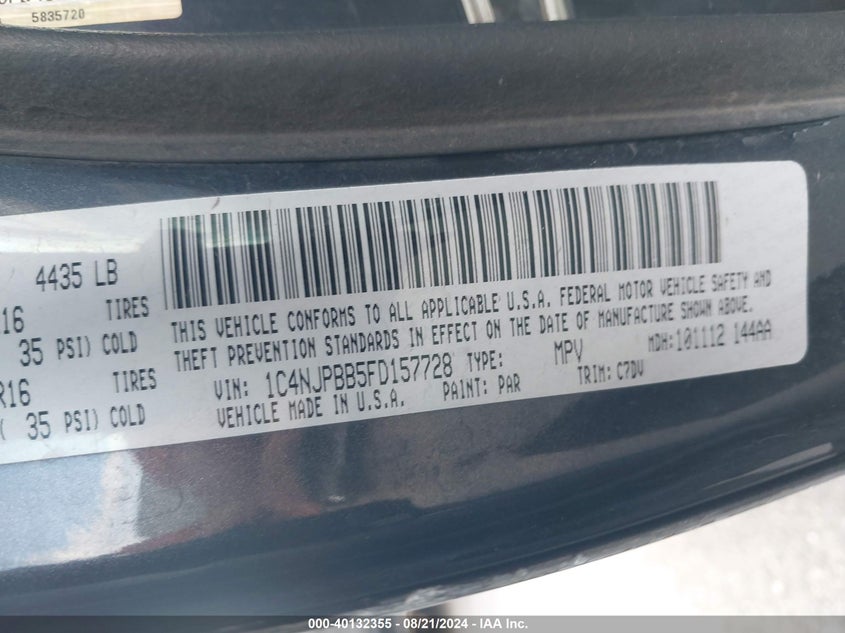 5835720
4435 LB
16 TIRES
35 PSI) COLD
R16 TIRES
( 35 PSI) COLD
THIS VEHICLE CONFORMS TO ALL APPLICABLE U.S.A. FEDERAL MOTOR VEHICLE SAFETY AND
THEFT PREVENTION STANDARDS IN EFFECT ON THE DATE OF MANUFACTURE SHOWN ABOVE.
VIN: 1C4NJPBB5FD157728 TYPE: MPV MDH:101112 144AA
VEHICLE MADE IN U.S.A. PAINT: PAR TRIM: C7DV
000-40132355 - 08/21/2024 - IAA Inc.